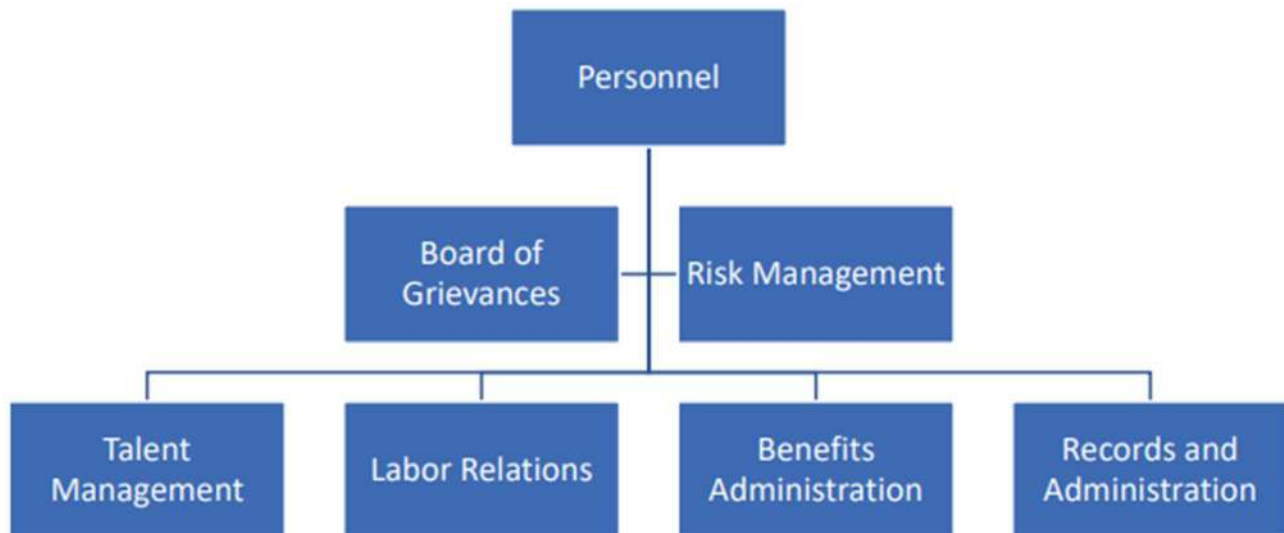 Personnel
Board of
Grievances
Risk Management
Talent
Management
Labor Relations
Benefits
Administration
Records and
Administration